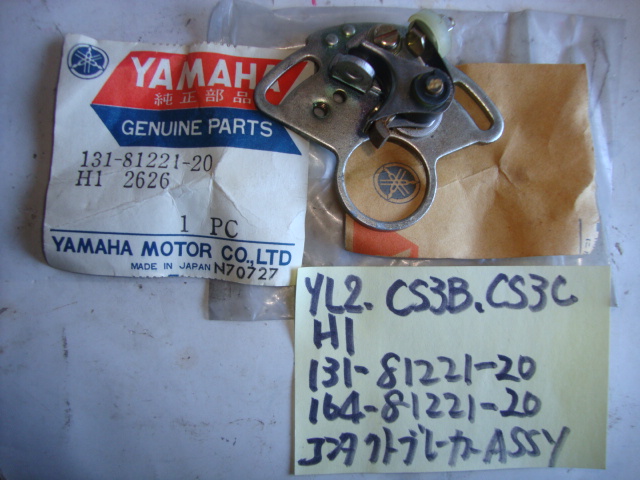 YAMAHA
純正部品
GENUINE PARTS
131-81221-20
H1 2626
1 PC
YAMAHA MOTOR CO.,LTD
MADE IN JAPAN N70727
YL2. CS3B. CS3C
H1
131-81221-20
164-81221-20
コンタクトブレーカーASSY